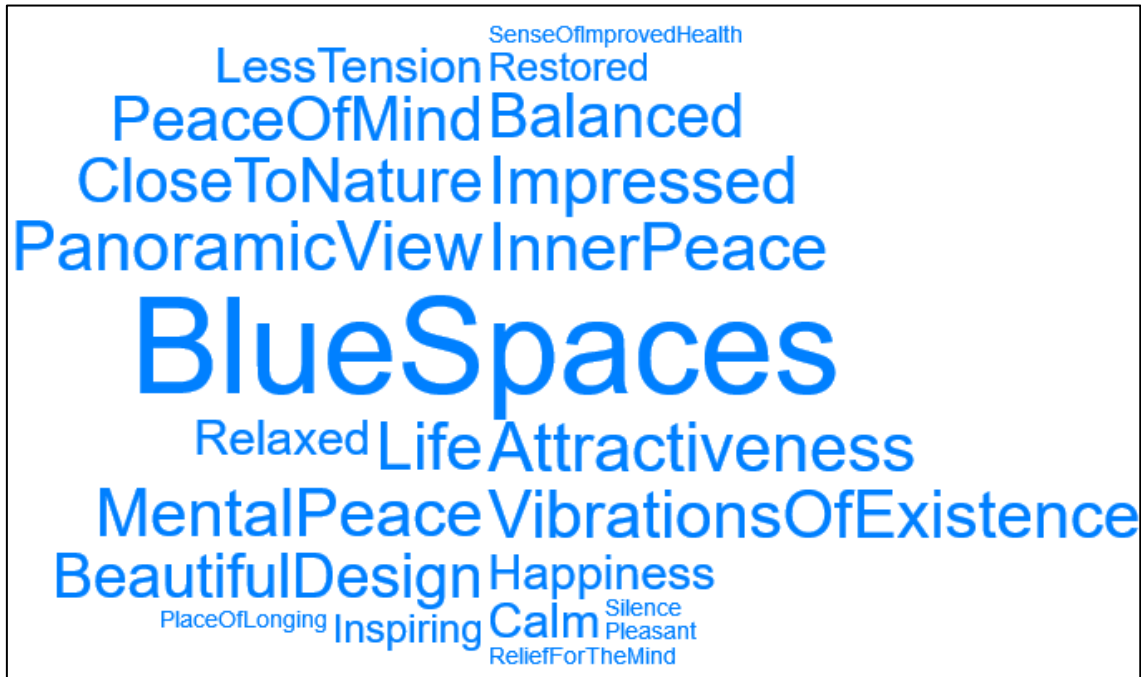 SenseOfImprovedHealth
LessTension Restored
PeaceOfMind Balanced
CloseToNature Impressed
PanoramicView InnerPeace
BlueSpaces
Relaxed Life Attractiveness
MentalPeace VibrationsOfExistence
BeautifulDesign Happiness
PlaceOfLonging Inspiring Calm Silence
Pleasant
ReliefForTheMind